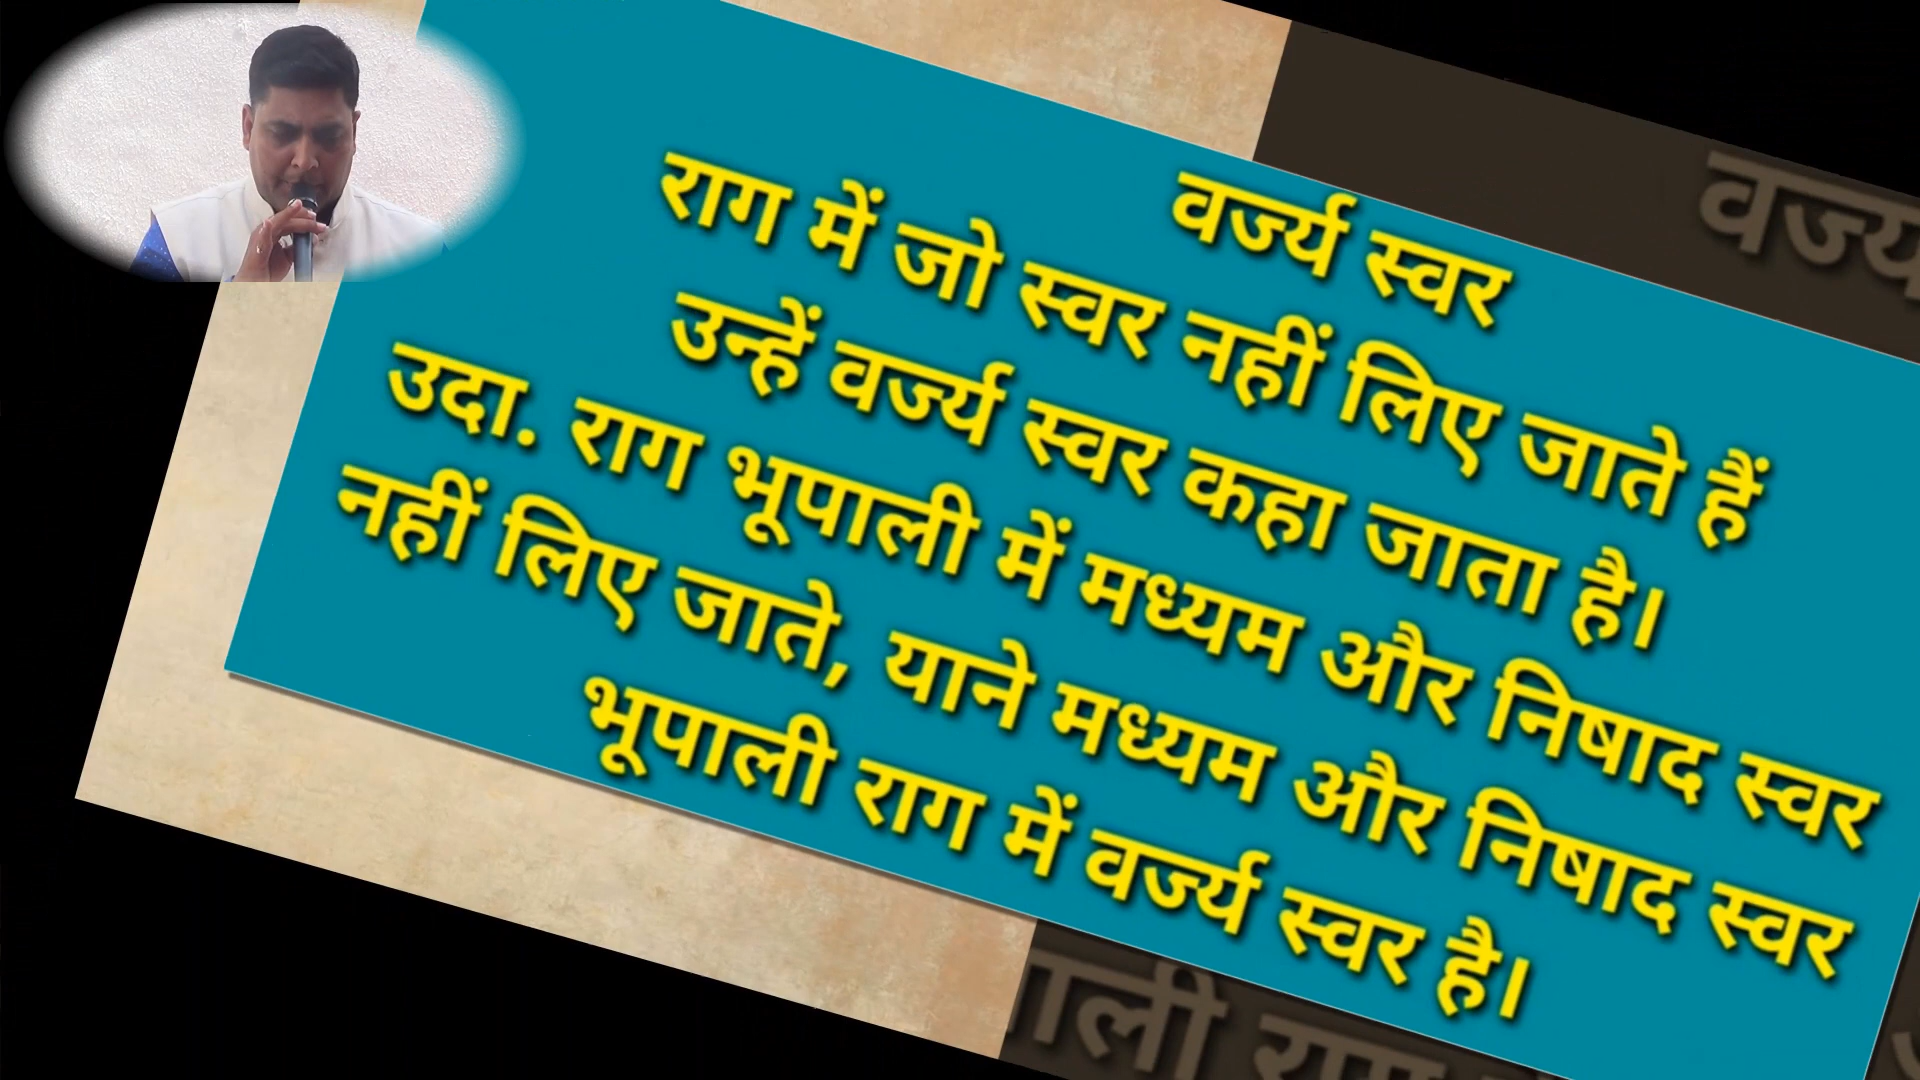 वर्ज्य स्वर
राग में जो स्वर नहीं लिए जाते हैं
उन्हें वर्ज्य स्वर कहा जाता है।
उदा. राग भूपाली में मध्यम और निषाद स्वर
नहीं लिए जाते, याने मध्यम और निषाद स्वर
भूपाली राग में वर्ज्य स्वर है।